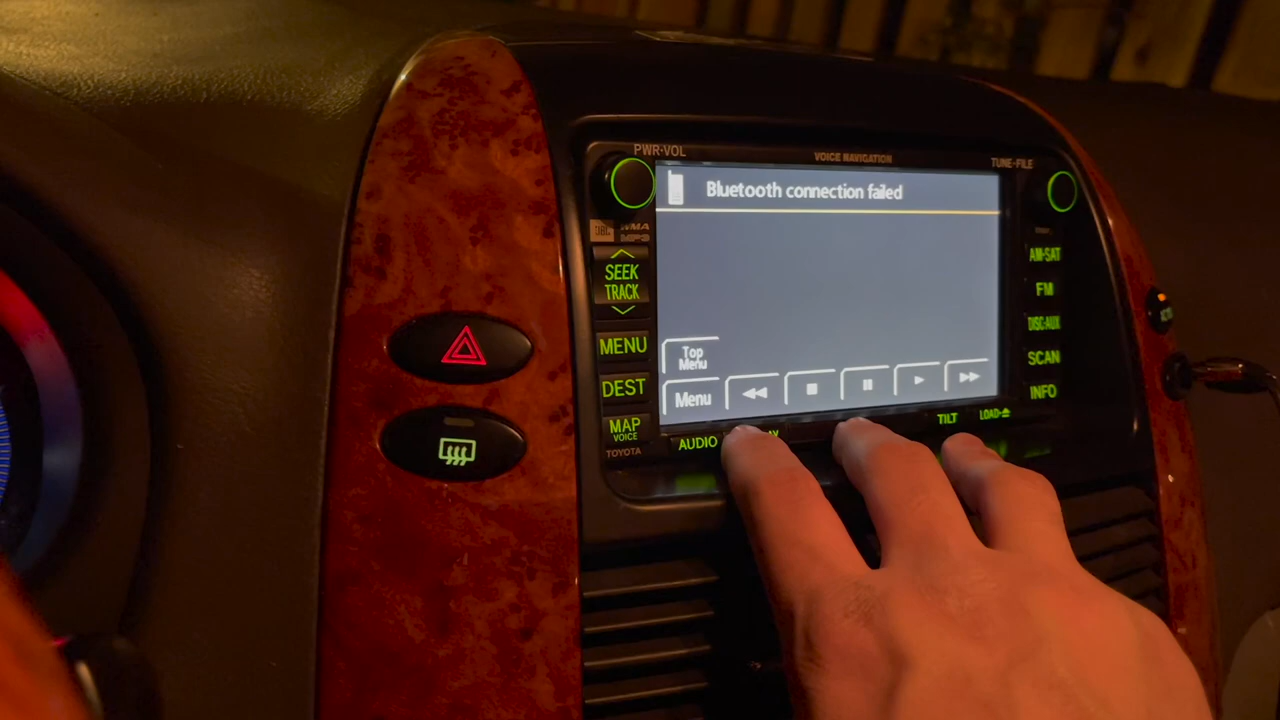 PWR·VOL
VOICE NAVIGATION
TUNE·FILE
Bluetooth connection failed
JBL
WMA
MP3
SEEK
TRACK
AM·SAT
FM
DISC·AUX
SCAN
INFO
MENU
DEST
MAP
VOICE
TOYOTA
Top
Menu
Menu
AUDIO
TILT
LOAD